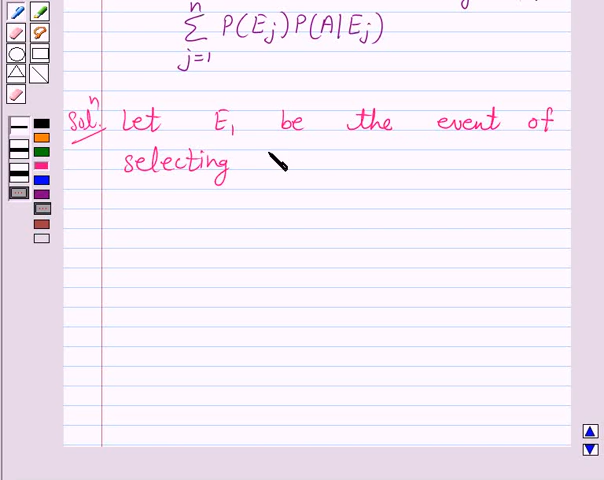 n
∑ P(Ej)P(A|Ej)
j=1
Solⁿ. Let E₁ be the event of
selecting